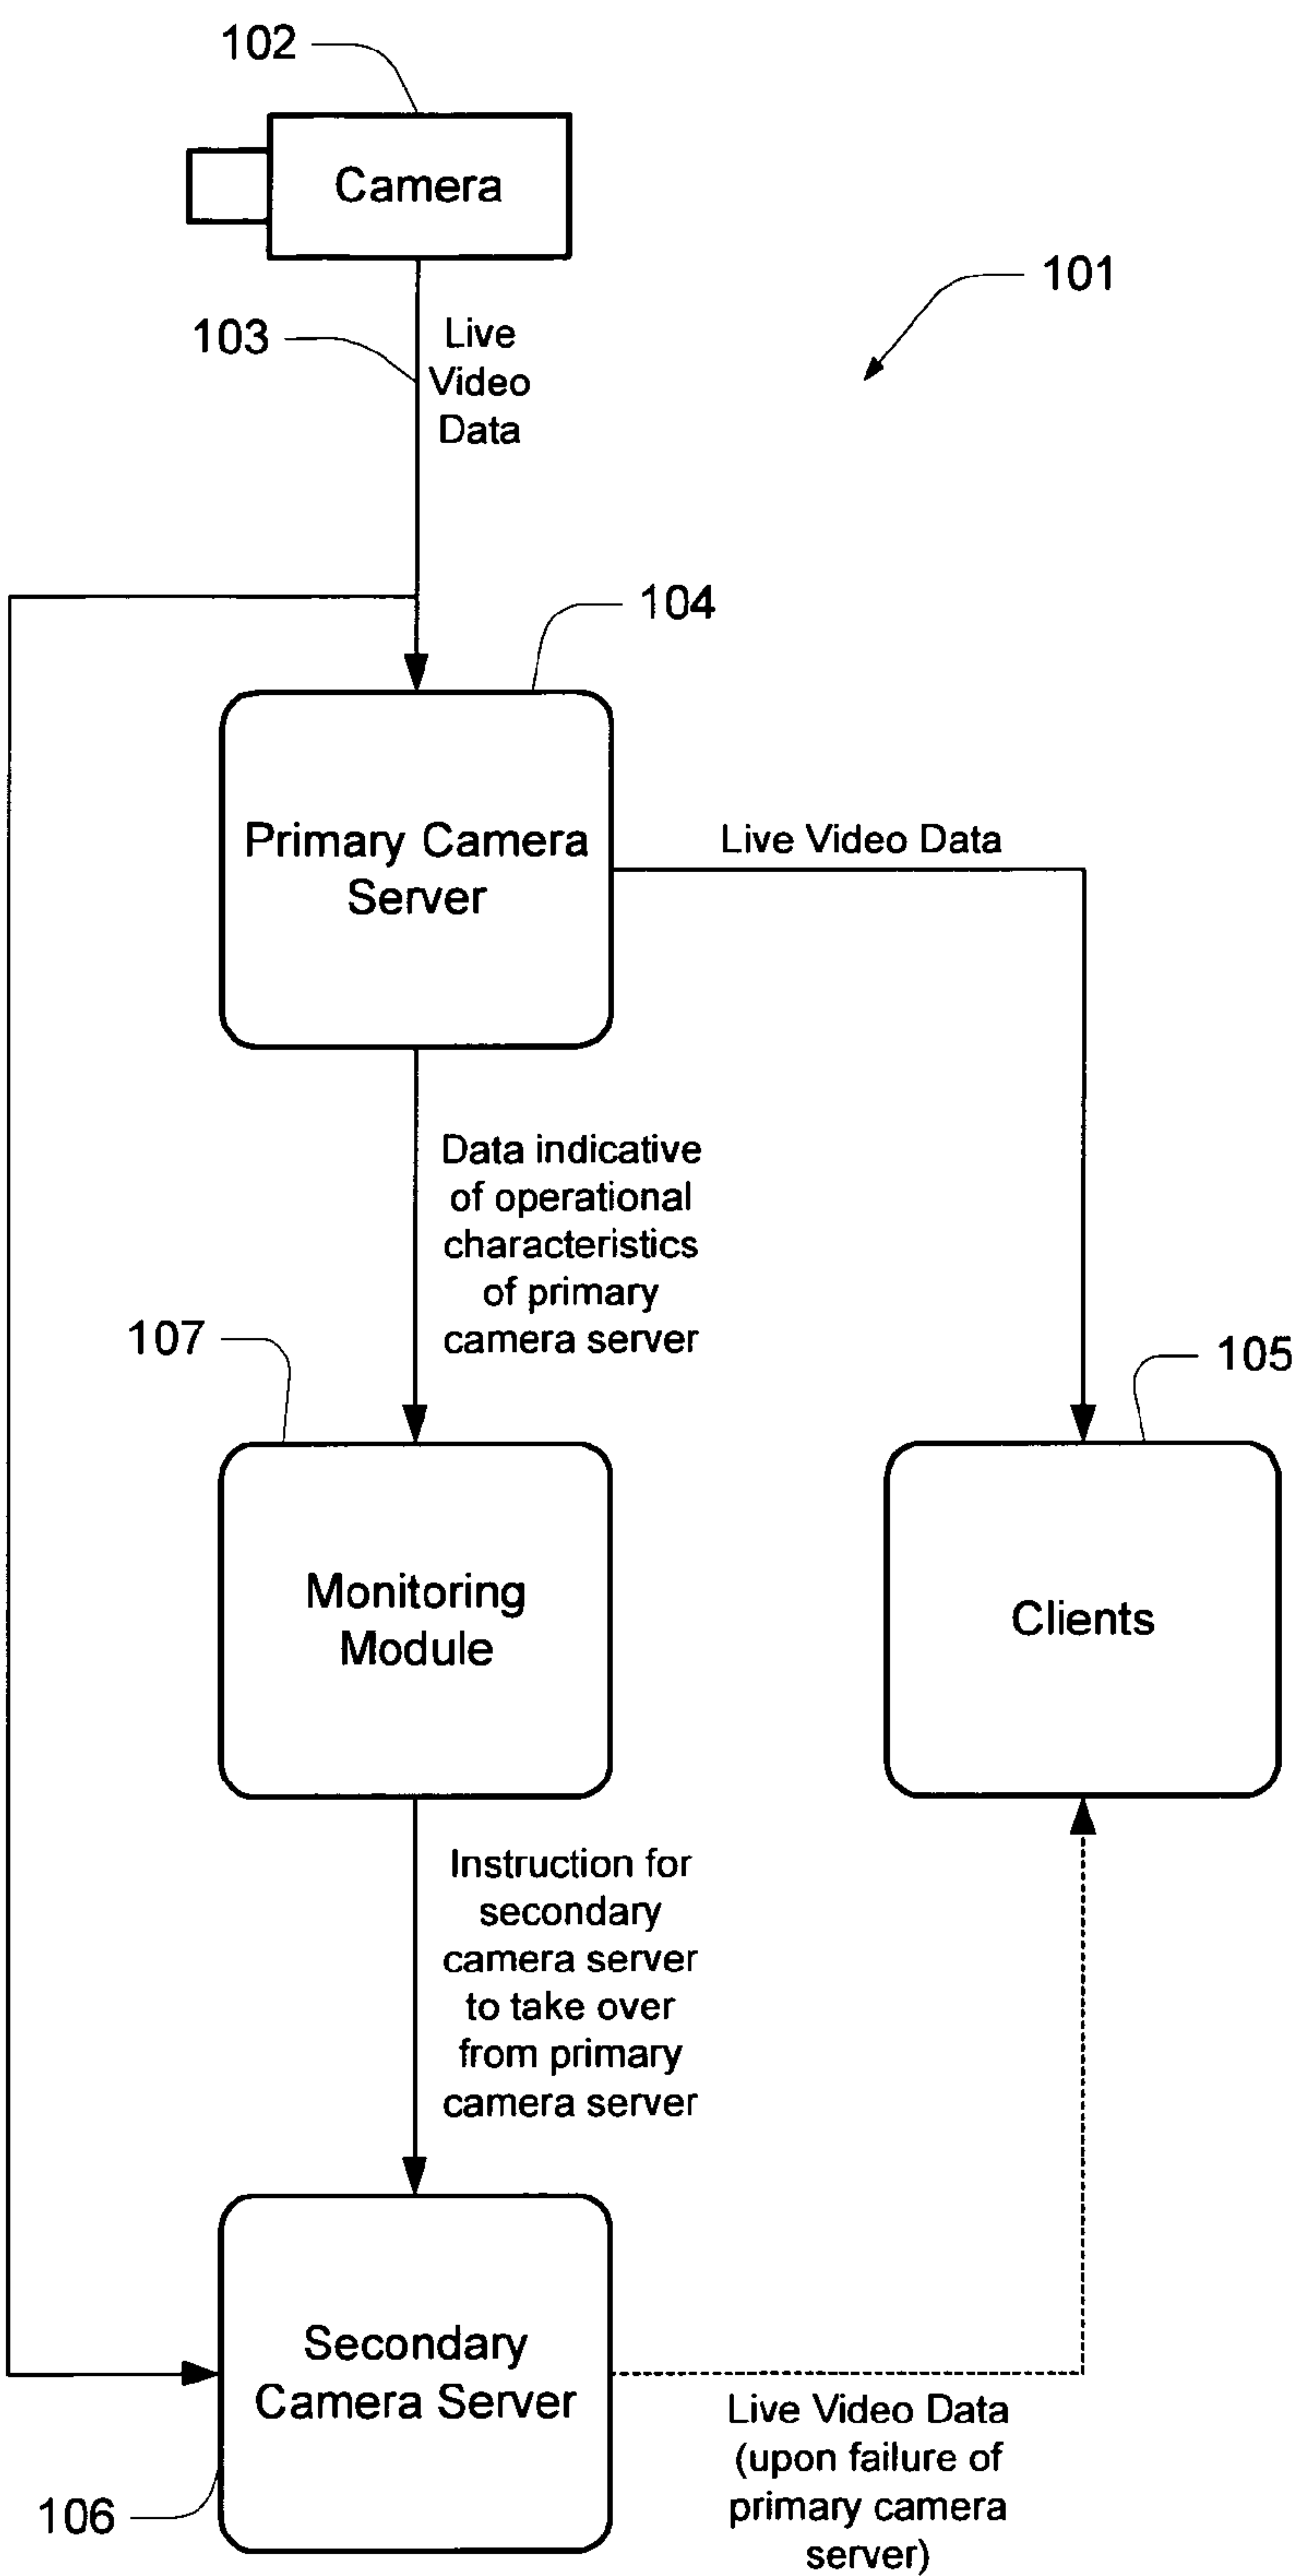 102
Camera
101
103
Live
Video
Data
104
Primary Camera
Server
Live Video Data
Data indicative
of operational
characteristics
of primary
camera server
107
105
Monitoring
Module
Clients
Instruction for
secondary
camera server
to take over
from primary
camera server
Secondary
Camera Server
106
Live Video Data
(upon failure of
primary camera
server)